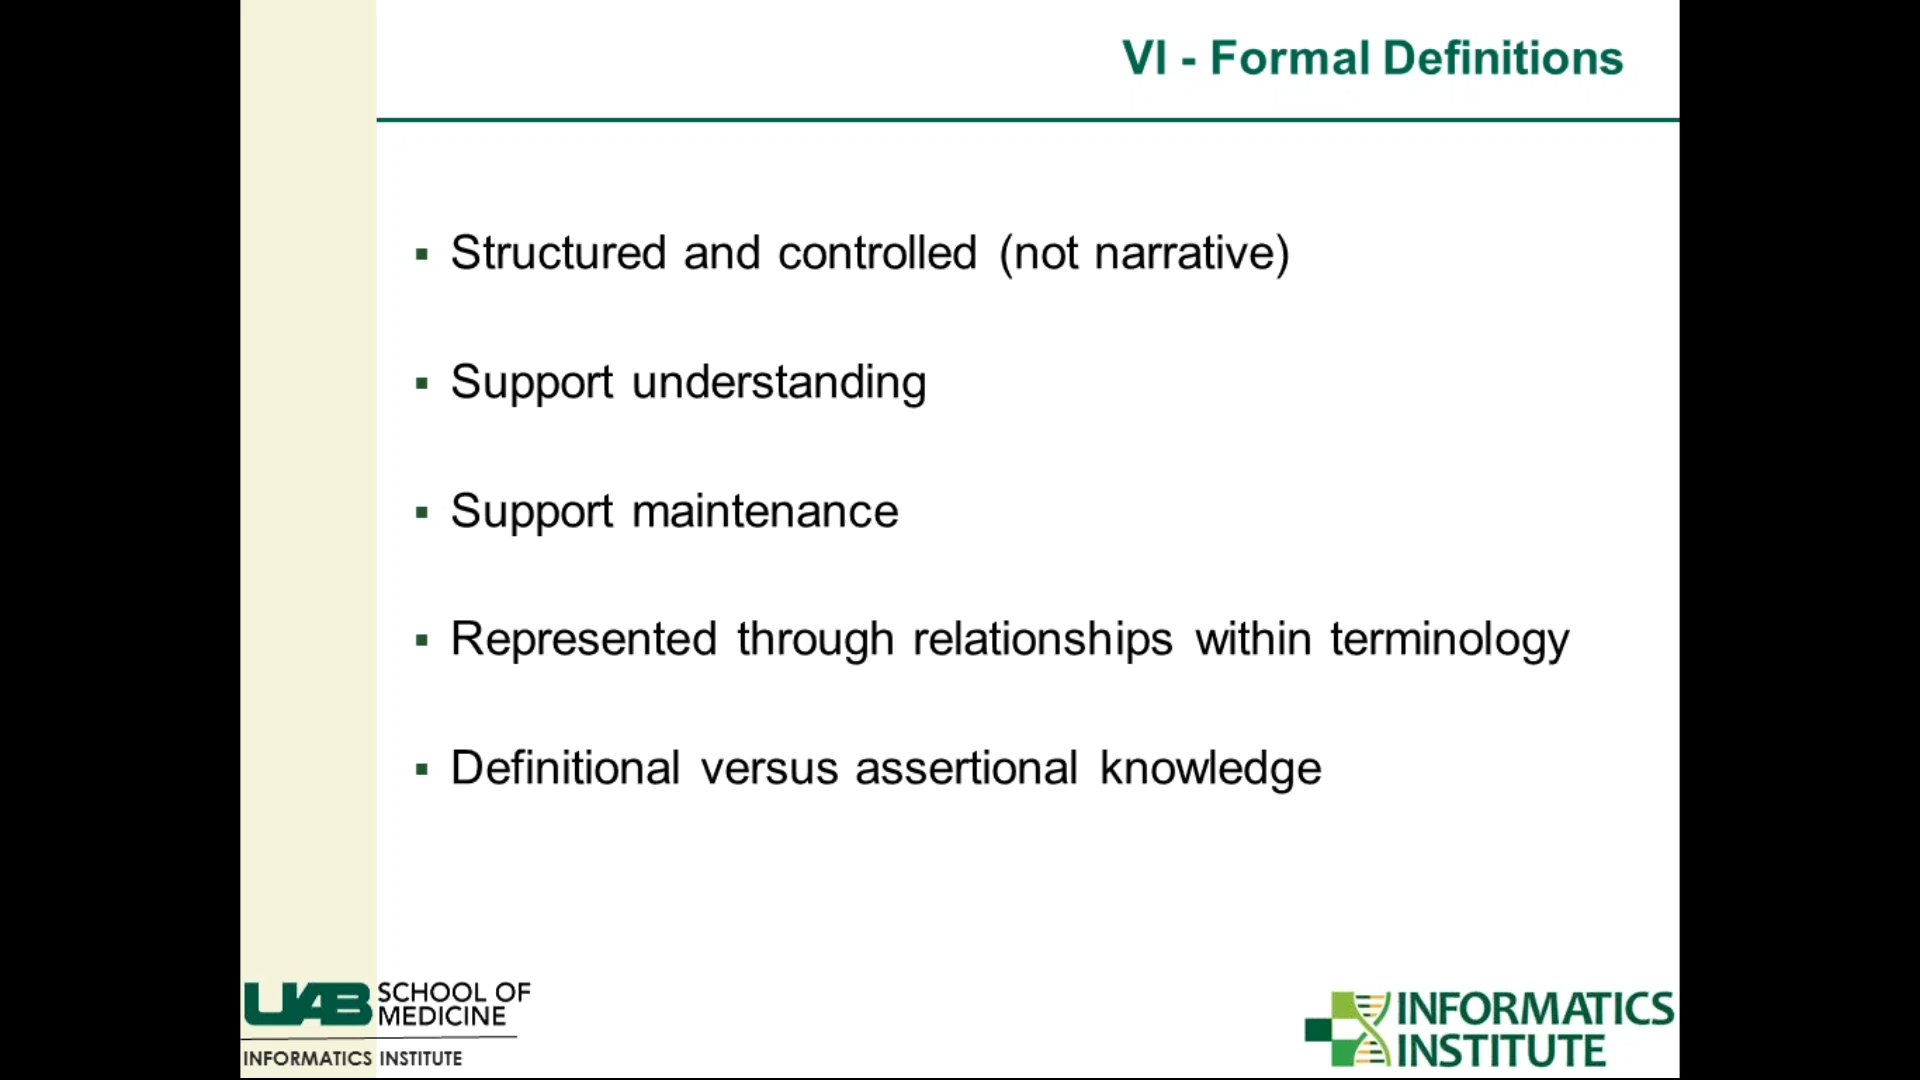 VI - Formal Definitions
▪ Structured and controlled (not narrative)
▪ Support understanding
▪ Support maintenance
▪ Represented through relationships within terminology
▪ Definitional versus assertional knowledge
UAB SCHOOL OF
MEDICINE
INFORMATICS INSTITUTE
INFORMATICS
INSTITUTE